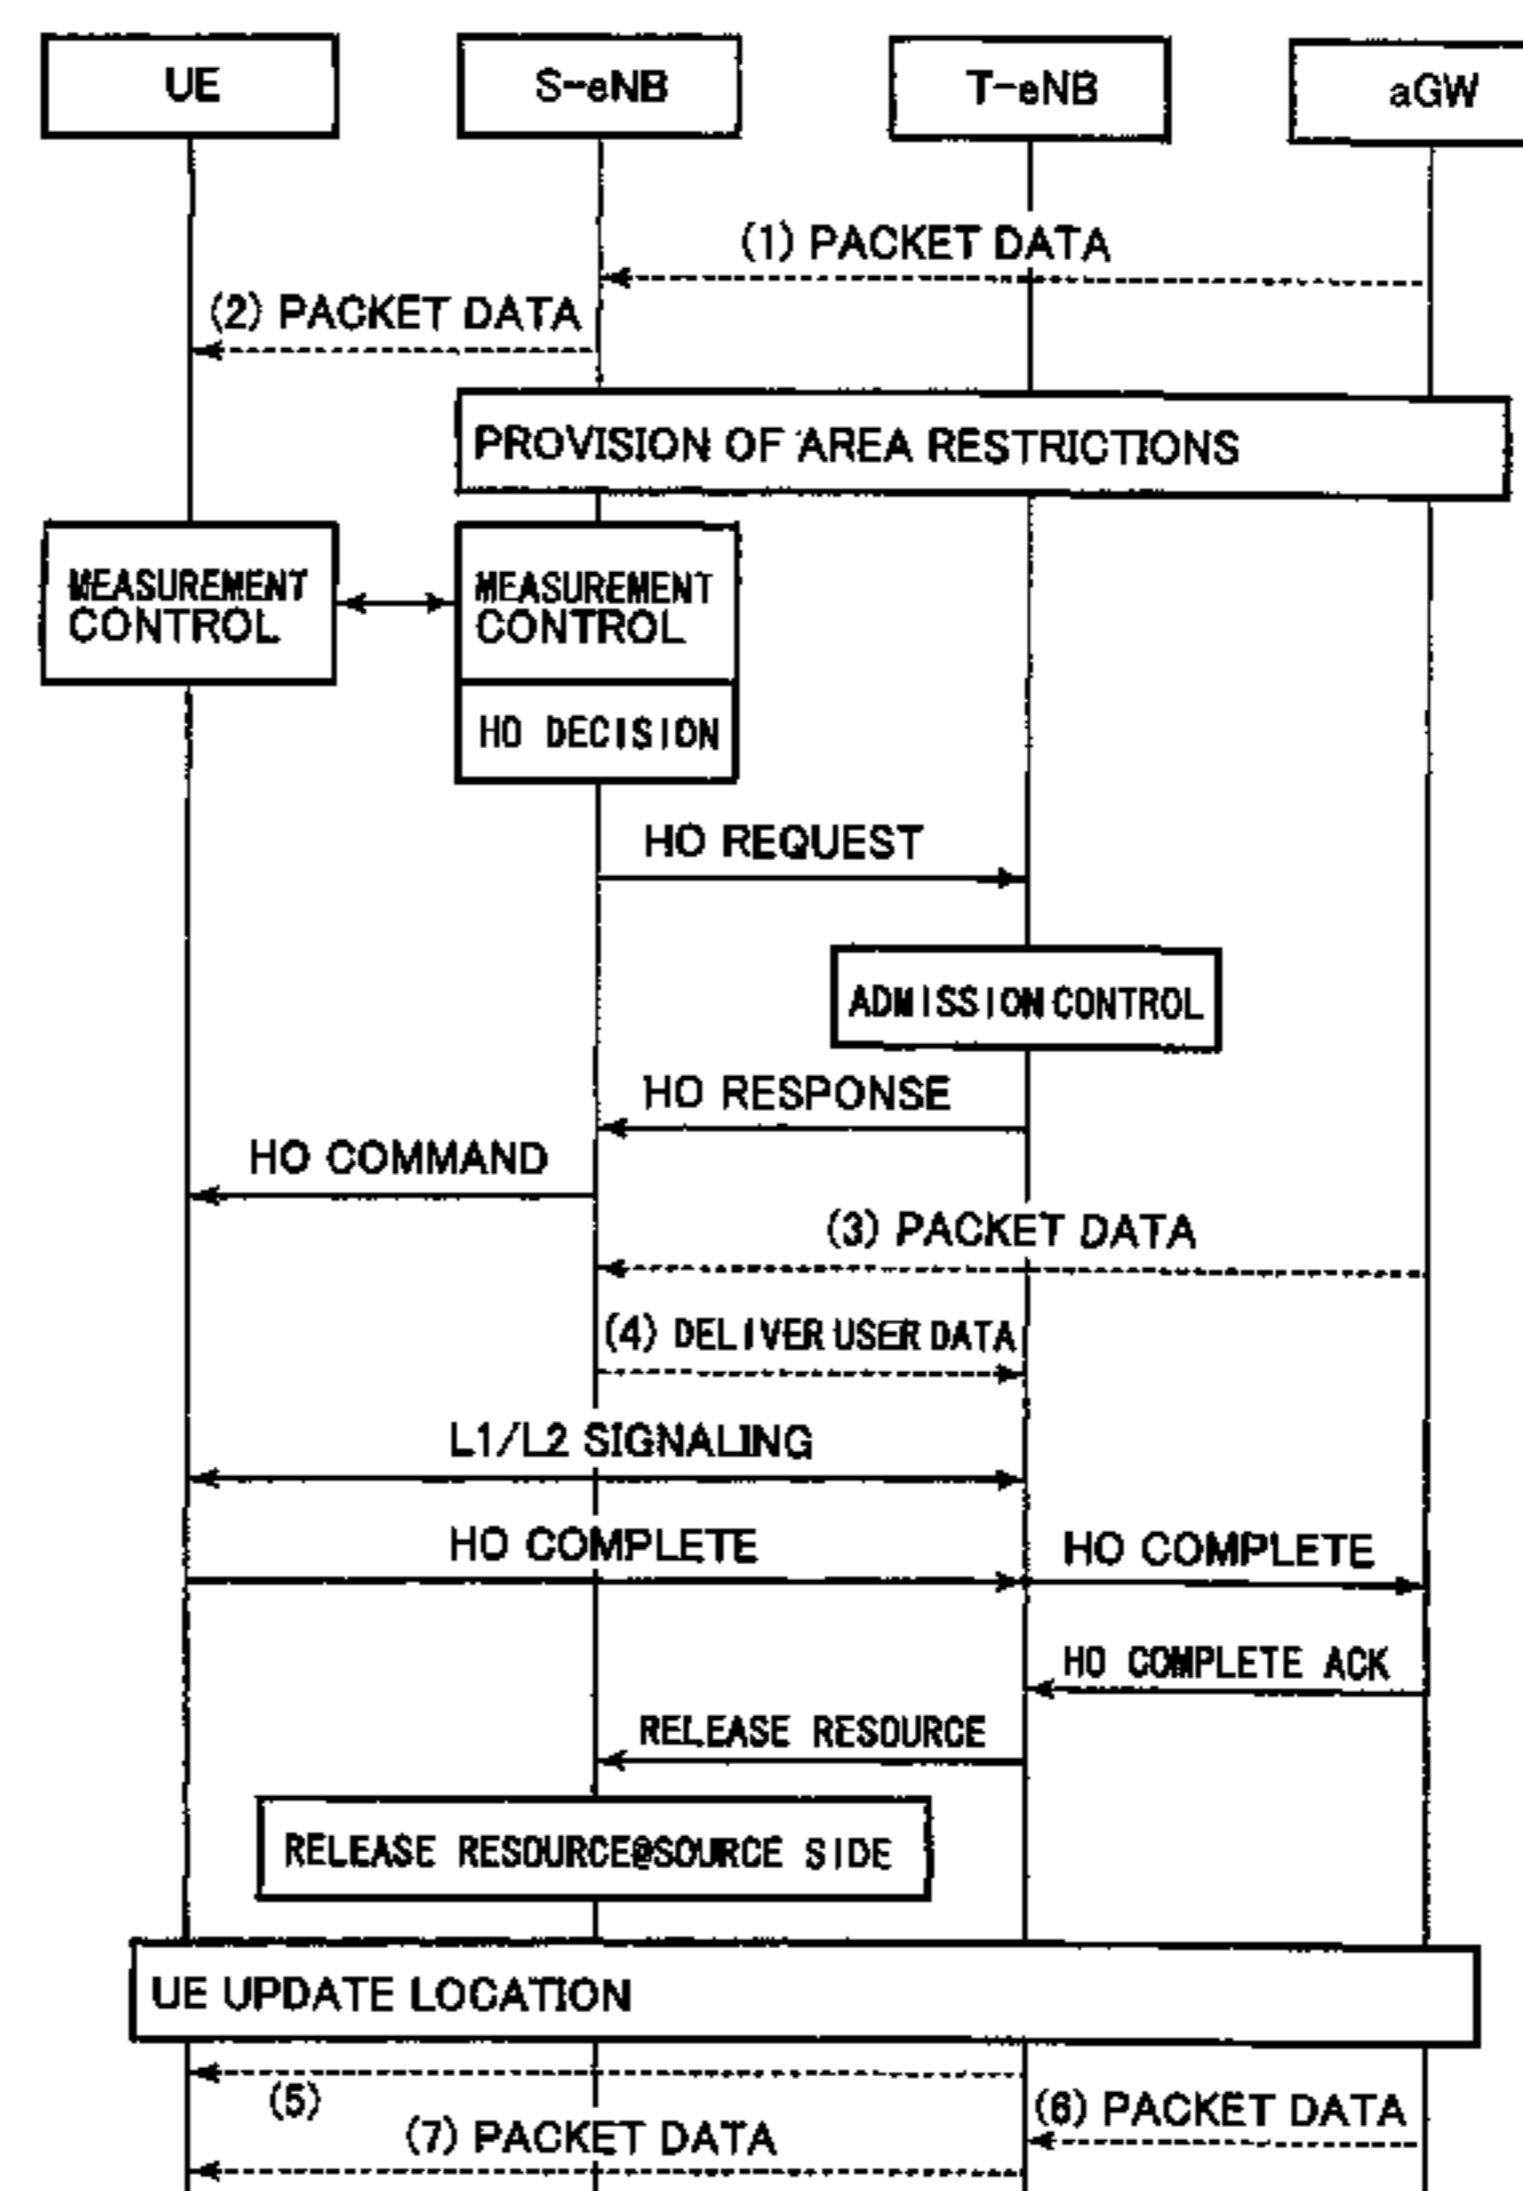 UE
S-eNB
T-eNB
aGW
(1) PACKET DATA
(2) PACKET DATA
PROVISION OF AREA RESTRICTIONS
MEASUREMENT
CONTROL
MEASUREMENT
CONTROL
HO DECISION
HO REQUEST
ADMISSION CONTROL
HO RESPONSE
HO COMMAND
(3) PACKET DATA
(4) DELIVER USER DATA
L1/L2 SIGNALING
HO COMPLETE
HO COMPLETE
HO COMPLETE ACK
RELEASE RESOURCE
RELEASE RESOURCE@SOURCE SIDE
UE UPDATE LOCATION
(5)
(6) PACKET DATA
(7) PACKET DATA